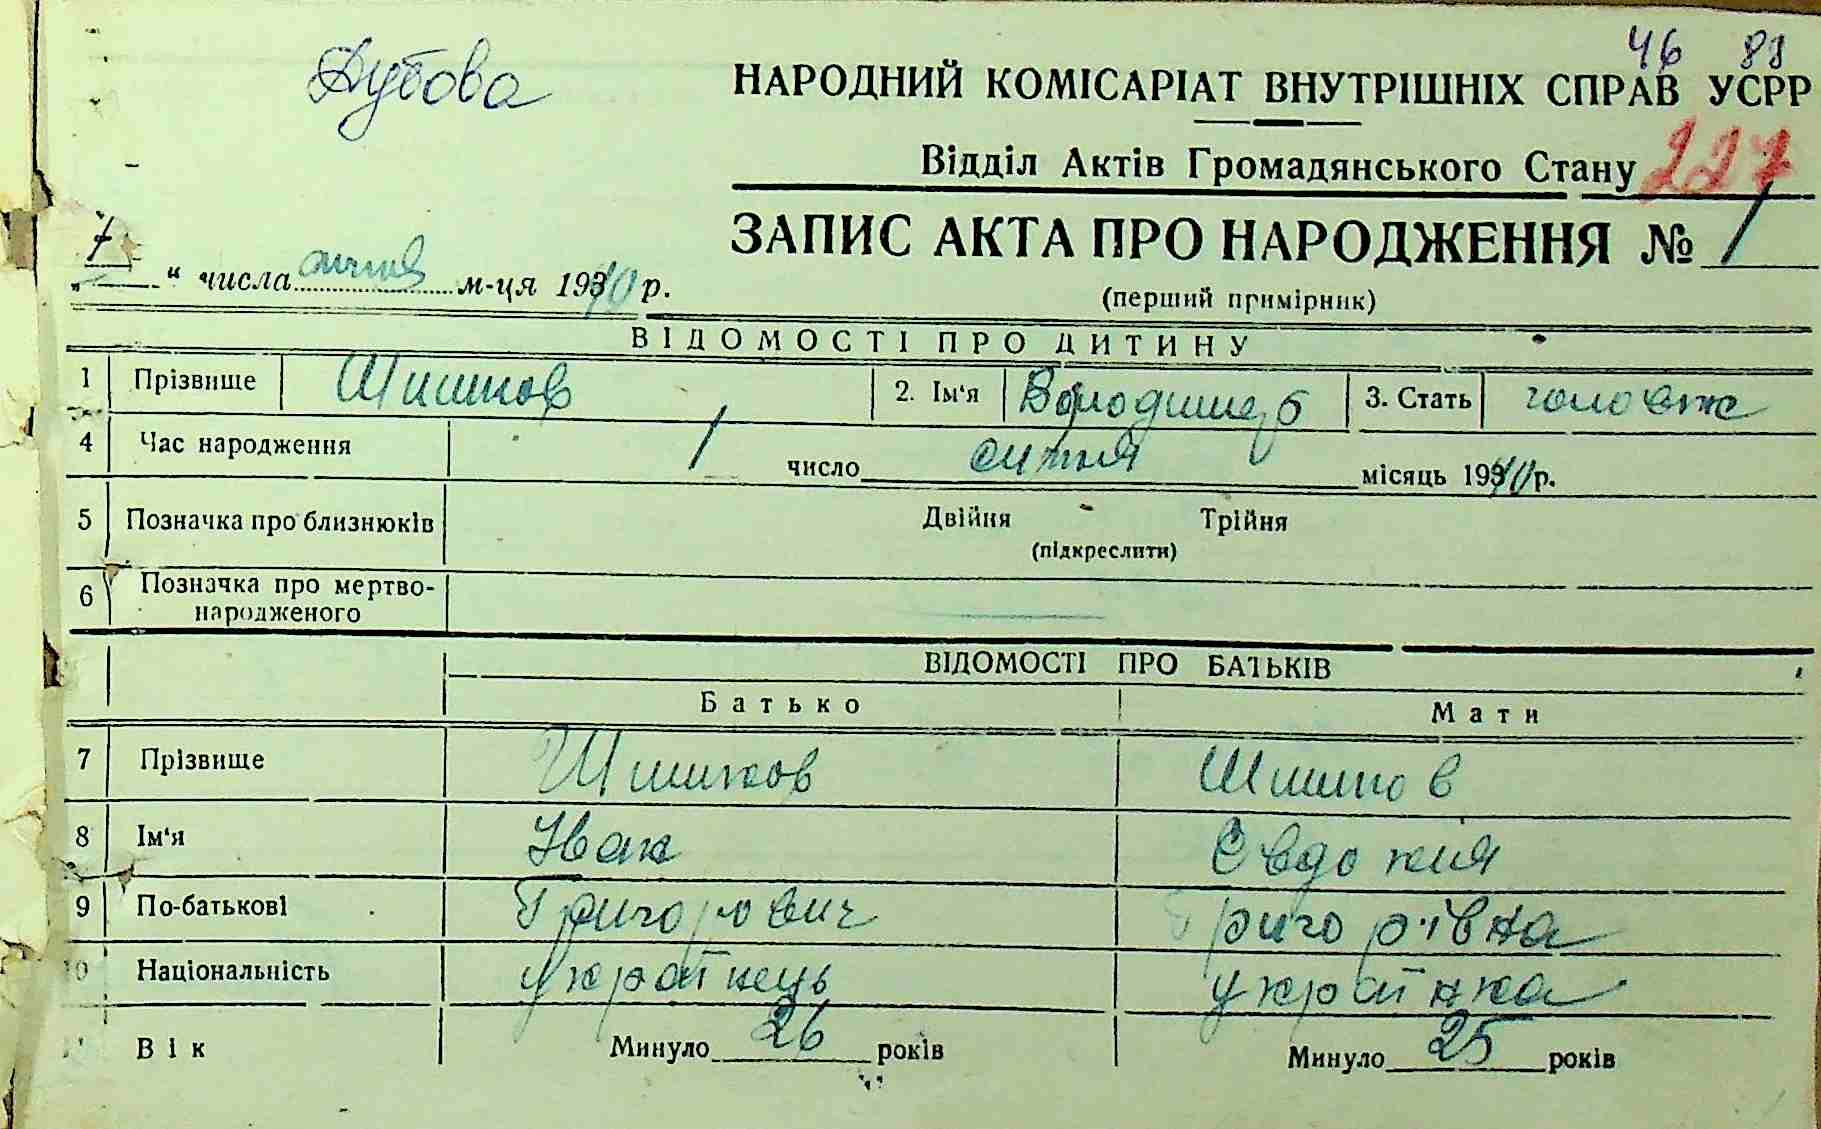 46 89
Дубова
НАРОДНИЙ КОМІСАРІАТ ВНУТРІШНІХ СПРАВ УСРР
Відділ Актів Громадянського Стану 227
ЗАПИС АКТА ПРО НАРОДЖЕННЯ № 1
„7“ числа січня м-ця 1940 р.
(перший примірник)
ВІДОМОСТІ ПРО ДИТИНУ
1 Прізвище Шишков 2. Ім'я 3. Стать
4 Час народження 1 число січня місяць 1940 р.
5 Позначка про близнюків Двійня - Трійня
(підкреслити)
6 Позначка про мертво-
народженого
ВІДОМОСТІ ПРО БАТЬКІВ
Батько Мати
7 Прізвище Шишков Шишков
8 Ім'я Іван Євдокия
9 По-батькові Григорович Григорівна
10 Національність українець українка
11 Вік Минуло 26 років Минуло 25 років